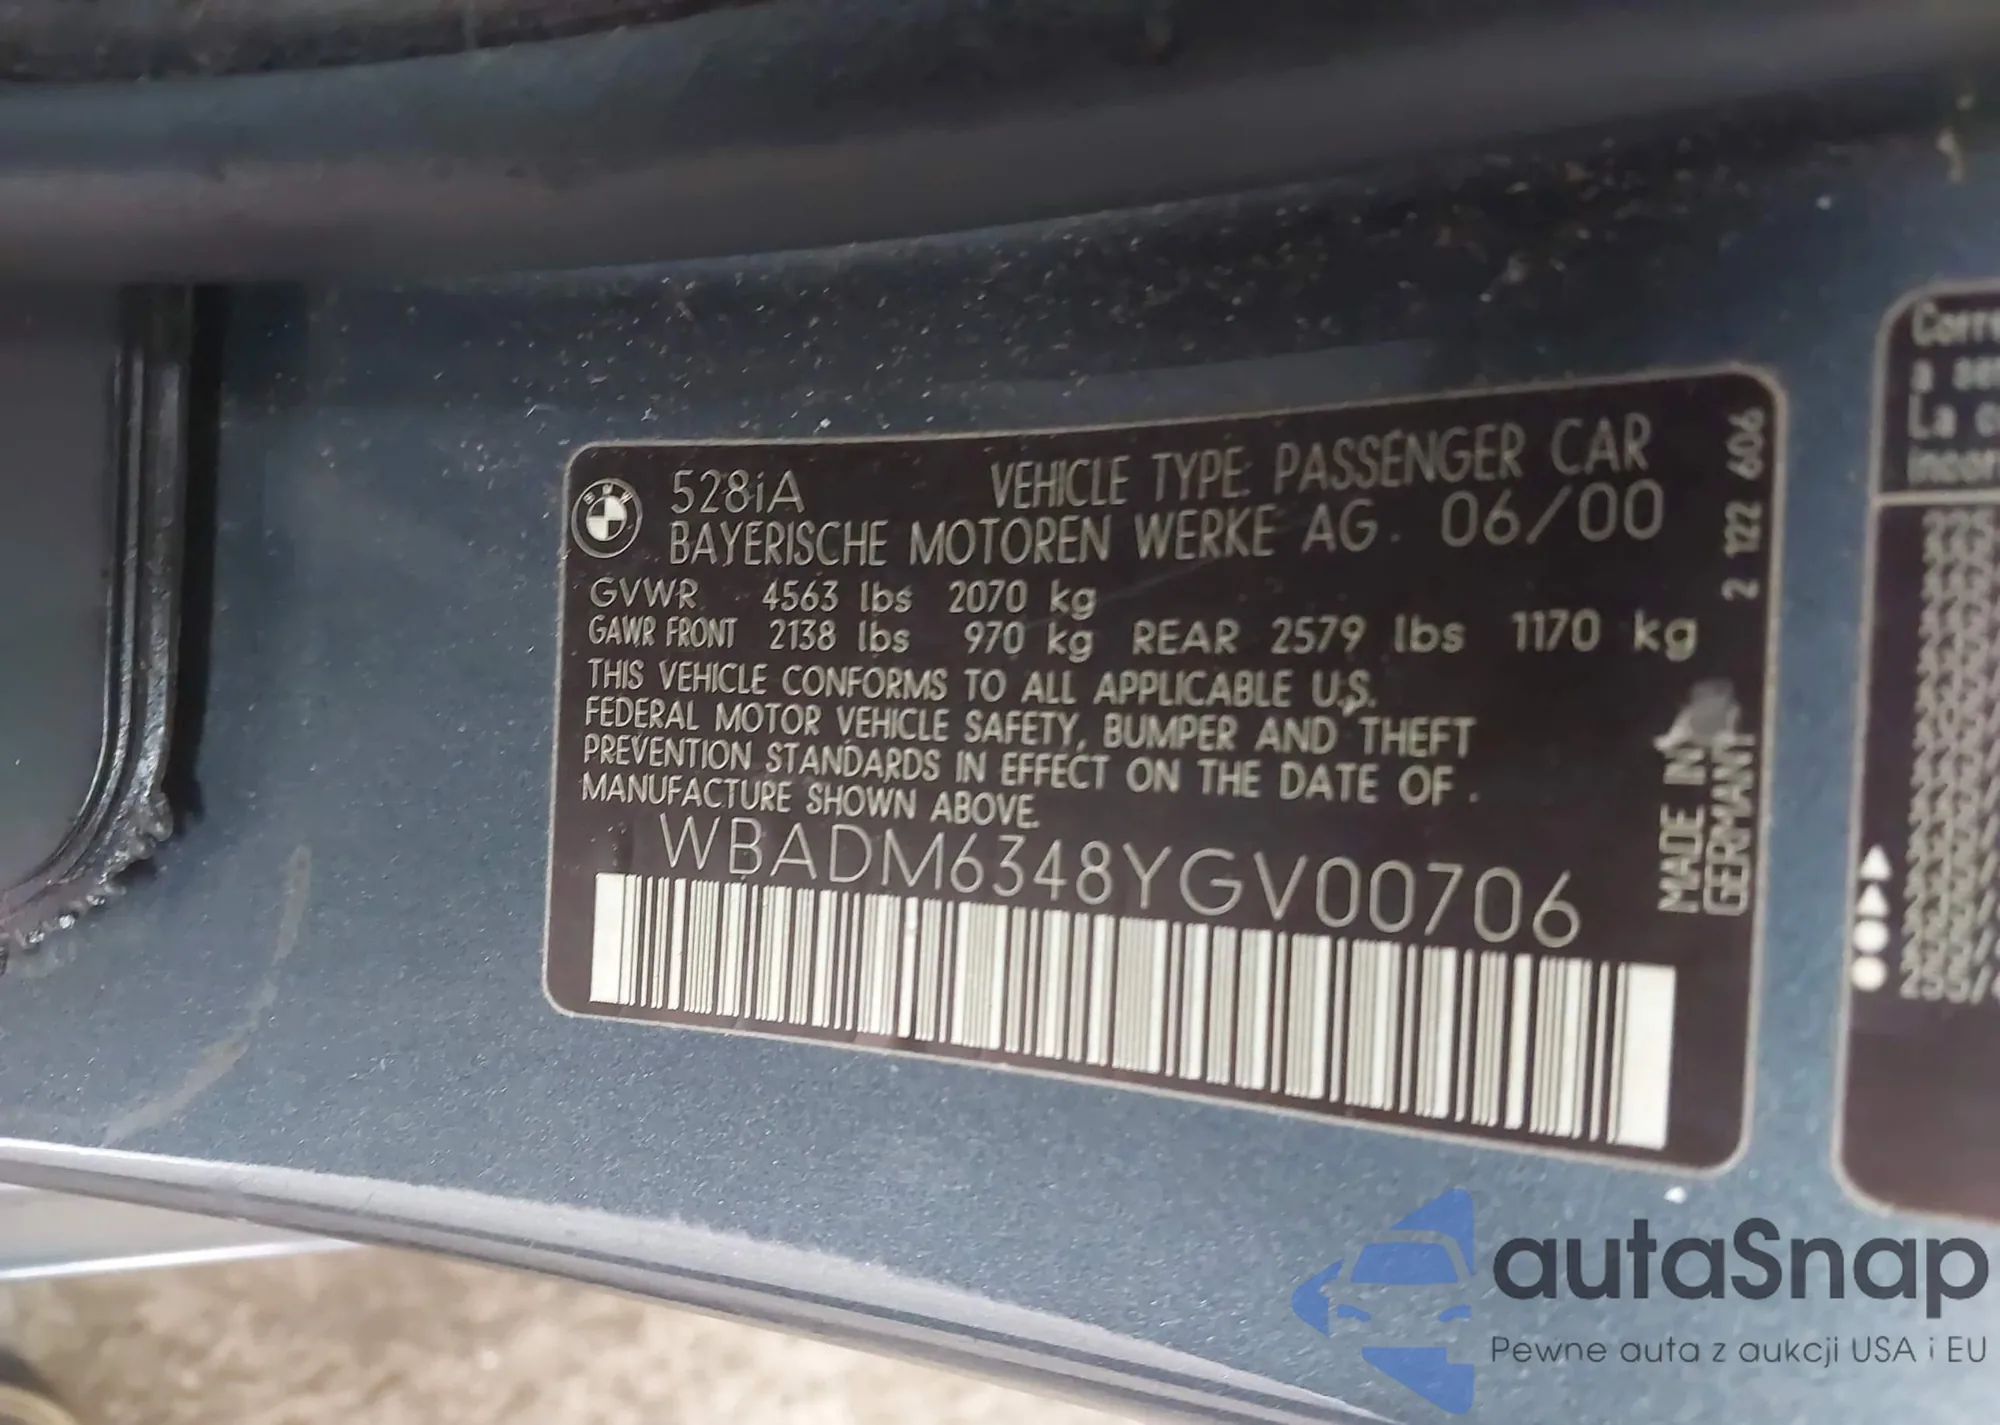 BMW
528iA VEHICLE TYPE: PASSENGER CAR
BAYERISCHE MOTOREN WERKE AG. 06/00
GVWR 4563 lbs 2070 kg
GAWR FRONT 2138 lbs 970 kg REAR 2579 lbs 1170 kg
THIS VEHICLE CONFORMS TO ALL APPLICABLE U.S.
FEDERAL MOTOR VEHICLE SAFETY, BUMPER AND THEFT
PREVENTION STANDARDS IN EFFECT ON THE DATE OF .
MANUFACTURE SHOWN ABOVE.
WBADM6348YGV00706
2 122 606
MADE IN
GERMANY
La
autaSnap
Pewne auta z aukcji USA i EU